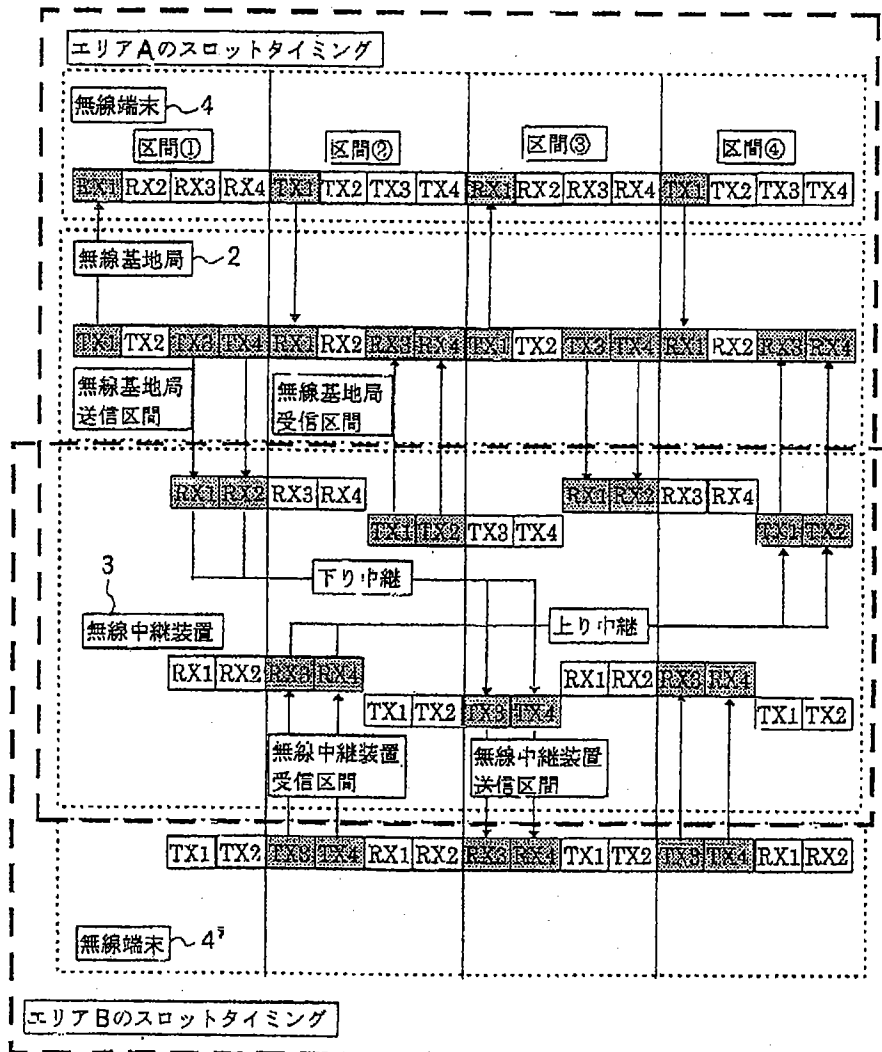 エリアAのスロットタイミング
無線端末 4
区間① 区間② 区間③ 区間④
RX1 RX2 RX3 RX4 TX1 TX2 TX3 TX4 RX1 RX2 RX3 RX4 TX1 TX2 TX3 TX4
無線基地局 2
TX1 TX2 TX3 TX4 RX1 RX2 RX3 RX4 TX1 TX2 TX3 TX4 RX1 RX2 RX3 RX4
無線基地局
送信区間
無線基地局
受信区間
RX1 RX2 RX3 RX4 RX1 RX2 RX3 RX4
TX1 TX2 TX3 TX4 TX1 TX2
下り中継
3
無線中継装置
上り中継
RX1 RX2 RX3 RX4 RX1 RX2 RX3 RX4
TX1 TX2 TX3 TX4 TX1 TX2
無線中継装置
受信区間
無線中継装置
送信区間
TX1 TX2 TX3 TX4 RX1 RX2 RX3 RX4 TX1 TX2 TX3 TX4 RX1 RX2
無線端末 4'
エリアBのスロットタイミング